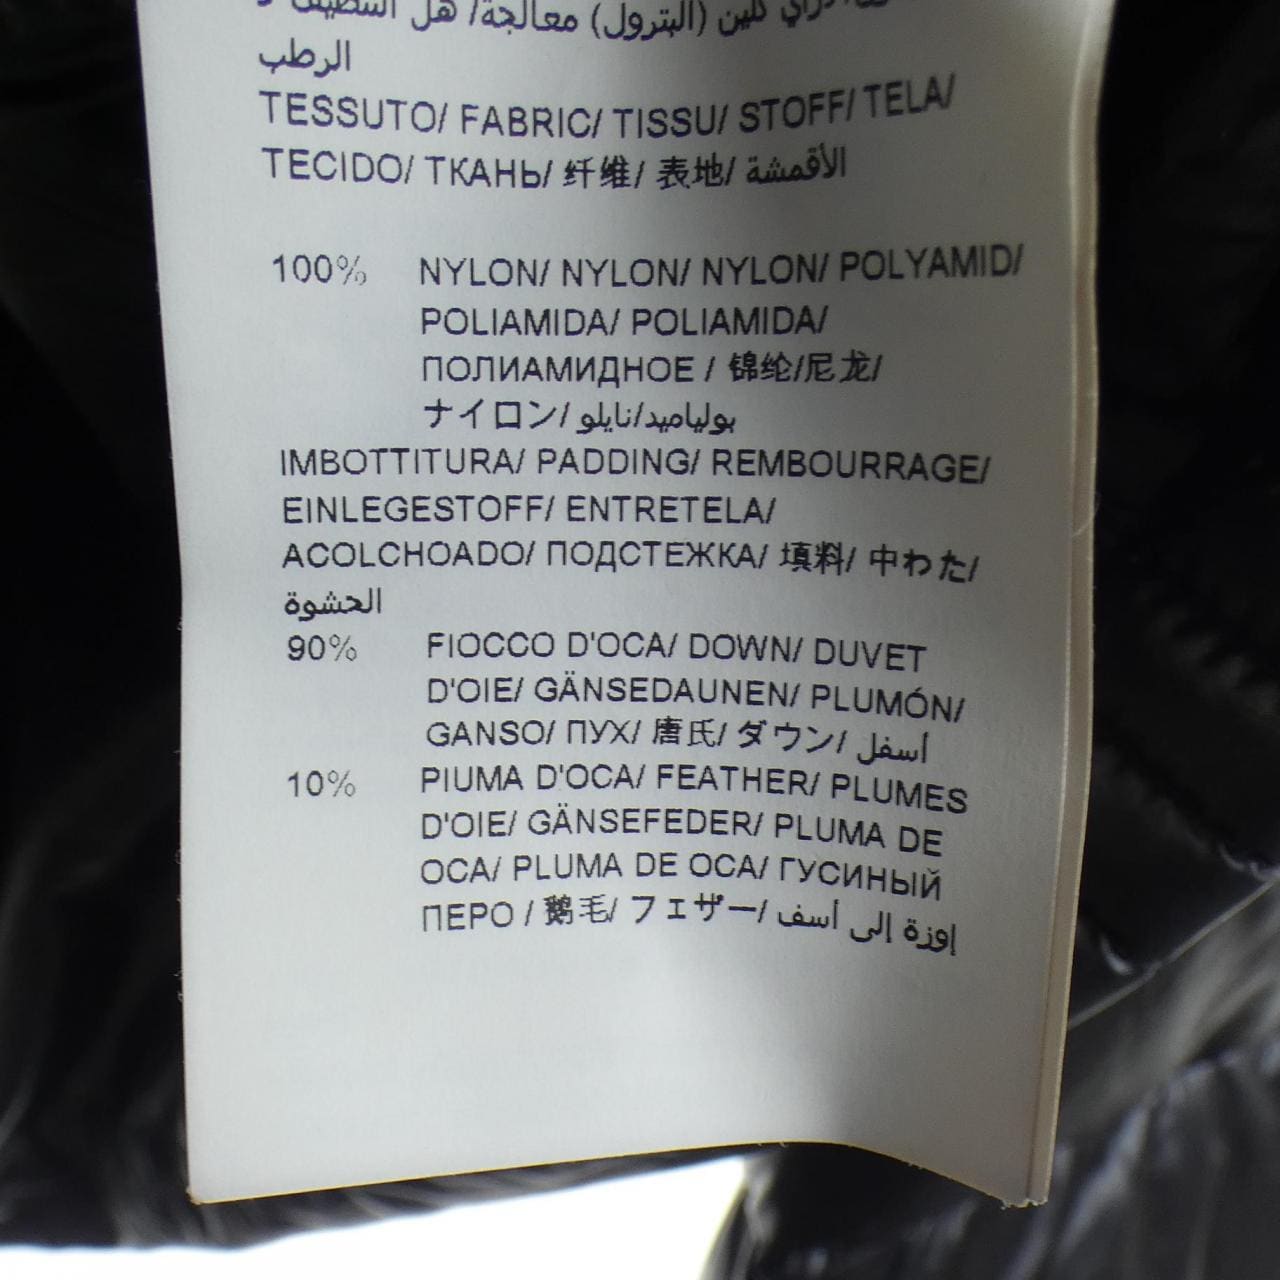 كلين (البترول) معالجة/ هل
الرطب
TESSUTO/ FABRIC/ TISSU/ STOFF/ TELA/
TECIDO/ ТКАНЬ/ 纤维/ 表地/ الأقمشة
100% NYLON/ NYLON/ NYLON/ POLYAMID/
POLIAMIDA/ POLIAMIDA/
ПОЛИАМИДНОЕ / 锦纶/尼龙/
ナイロン/ بولياميد/نايلو
IMBOTTITURA/ PADDING/ REMBOURRAGE/
EINLEGESTOFF/ ENTRETELA/
ACOLCHOADO/ ПОДСТЕЖКА/ 填料/ 中わた/
الحشوة
90% FIOCCO D'OCA/ DOWN/ DUVET
D'OIE/ GÄNSEDAUNEN/ PLUMÓN/
GANSO/ ПУХ/ 唐氏/ ダウン/ أسفل
10% PIUMA D'OCA/ FEATHER/ PLUMES
D'OIE/ GÄNSEFEDER/ PLUMA DE
OCA/ PLUMA DE OCA/ ГУСИНЫЙ
ПЕРО / 鹅毛/ フェザー/ إوزة إلى أسف